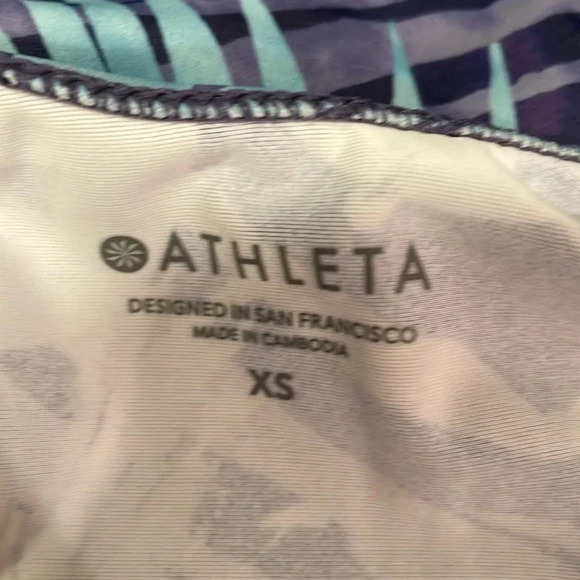 ATHLETA
DESIGNED IN SAN FRANCISCO
MADE IN CAMBODIA
XS